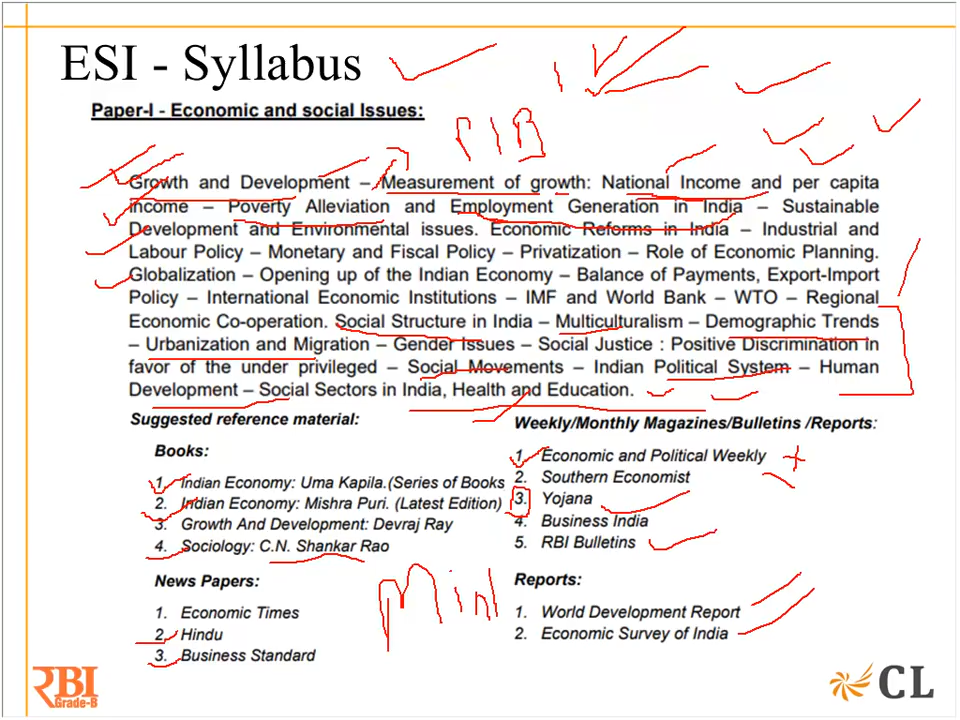 ESI - Syllabus
Paper-I - Economic and social Issues:
PIB
Growth and Development – Measurement of growth: National Income and per capita
income – Poverty Alleviation and Employment Generation in India – Sustainable
Development and Environmental issues. Economic Reforms in India – Industrial and
Labour Policy – Monetary and Fiscal Policy – Privatization – Role of Economic Planning.
Globalization – Opening up of the Indian Economy – Balance of Payments, Export-Import
Policy – International Economic Institutions – IMF and World Bank – WTO – Regional
Economic Co-operation. Social Structure in India – Multiculturalism – Demographic Trends
– Urbanization and Migration – Gender Issues – Social Justice : Positive Discrimination in
favor of the under privileged – Social Movements – Indian Political System – Human
Development – Social Sectors in India, Health and Education.
Suggested reference material:
Books:
1. Indian Economy: Uma Kapila.(Series of Books
2. Indian Economy: Mishra Puri. (Latest Edition)
3. Growth And Development: Devraj Ray
4. Sociology: C.N. Shankar Rao
News Papers:
1. Economic Times
2. Hindu
3. Business Standard
Weekly/Monthly Magazines/Bulletins /Reports:
1. Economic and Political Weekly
2. Southern Economist
3. Yojana
4. Business India
5. RBI Bulletins
Reports:
1. World Development Report
2. Economic Survey of India
RBI
Grade-B
CL